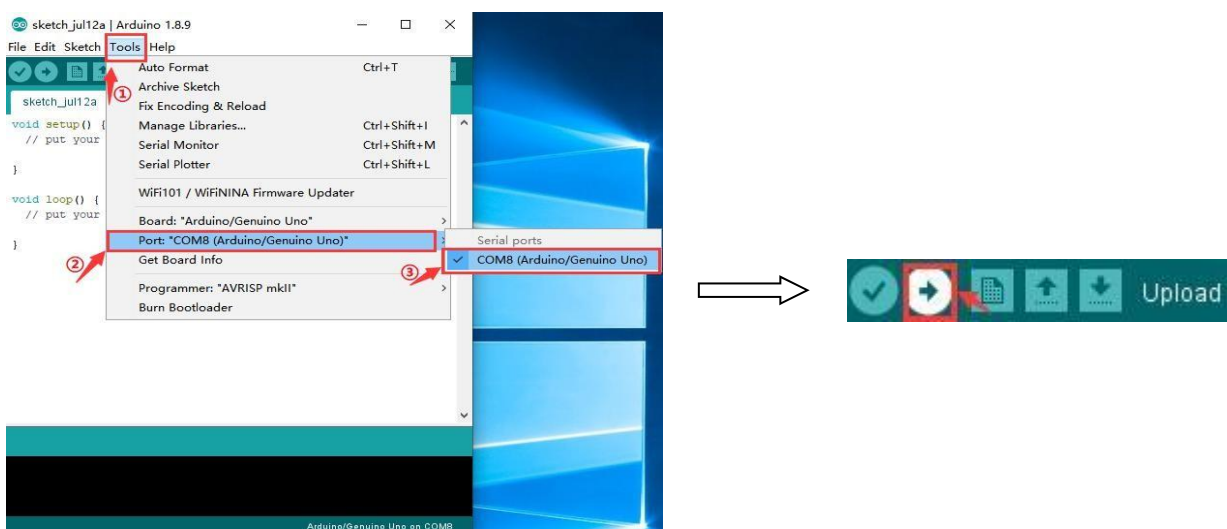 sketch_jul12a | Arduino 1.8.9
File Edit Sketch Tools Help
①
Auto Format Ctrl+T
Archive Sketch
sketch_jul12a
Fix Encoding & Reload
void setup() {
Manage Libraries... Ctrl+Shift+I
// put your
Serial Monitor Ctrl+Shift+M
Serial Plotter Ctrl+Shift+L
}
WiFi101 / WiFiNINA Firmware Updater
void loop() {
// put your
Board: "Arduino/Genuino Uno"
Port: "COM8 (Arduino/Genuino Uno)"
Serial ports
}
②
Get Board Info
③
COM8 (Arduino/Genuino Uno)
Programmer: "AVRISP mkII"
Burn Bootloader
Arduino/Genuino Uno on COM8
Upload